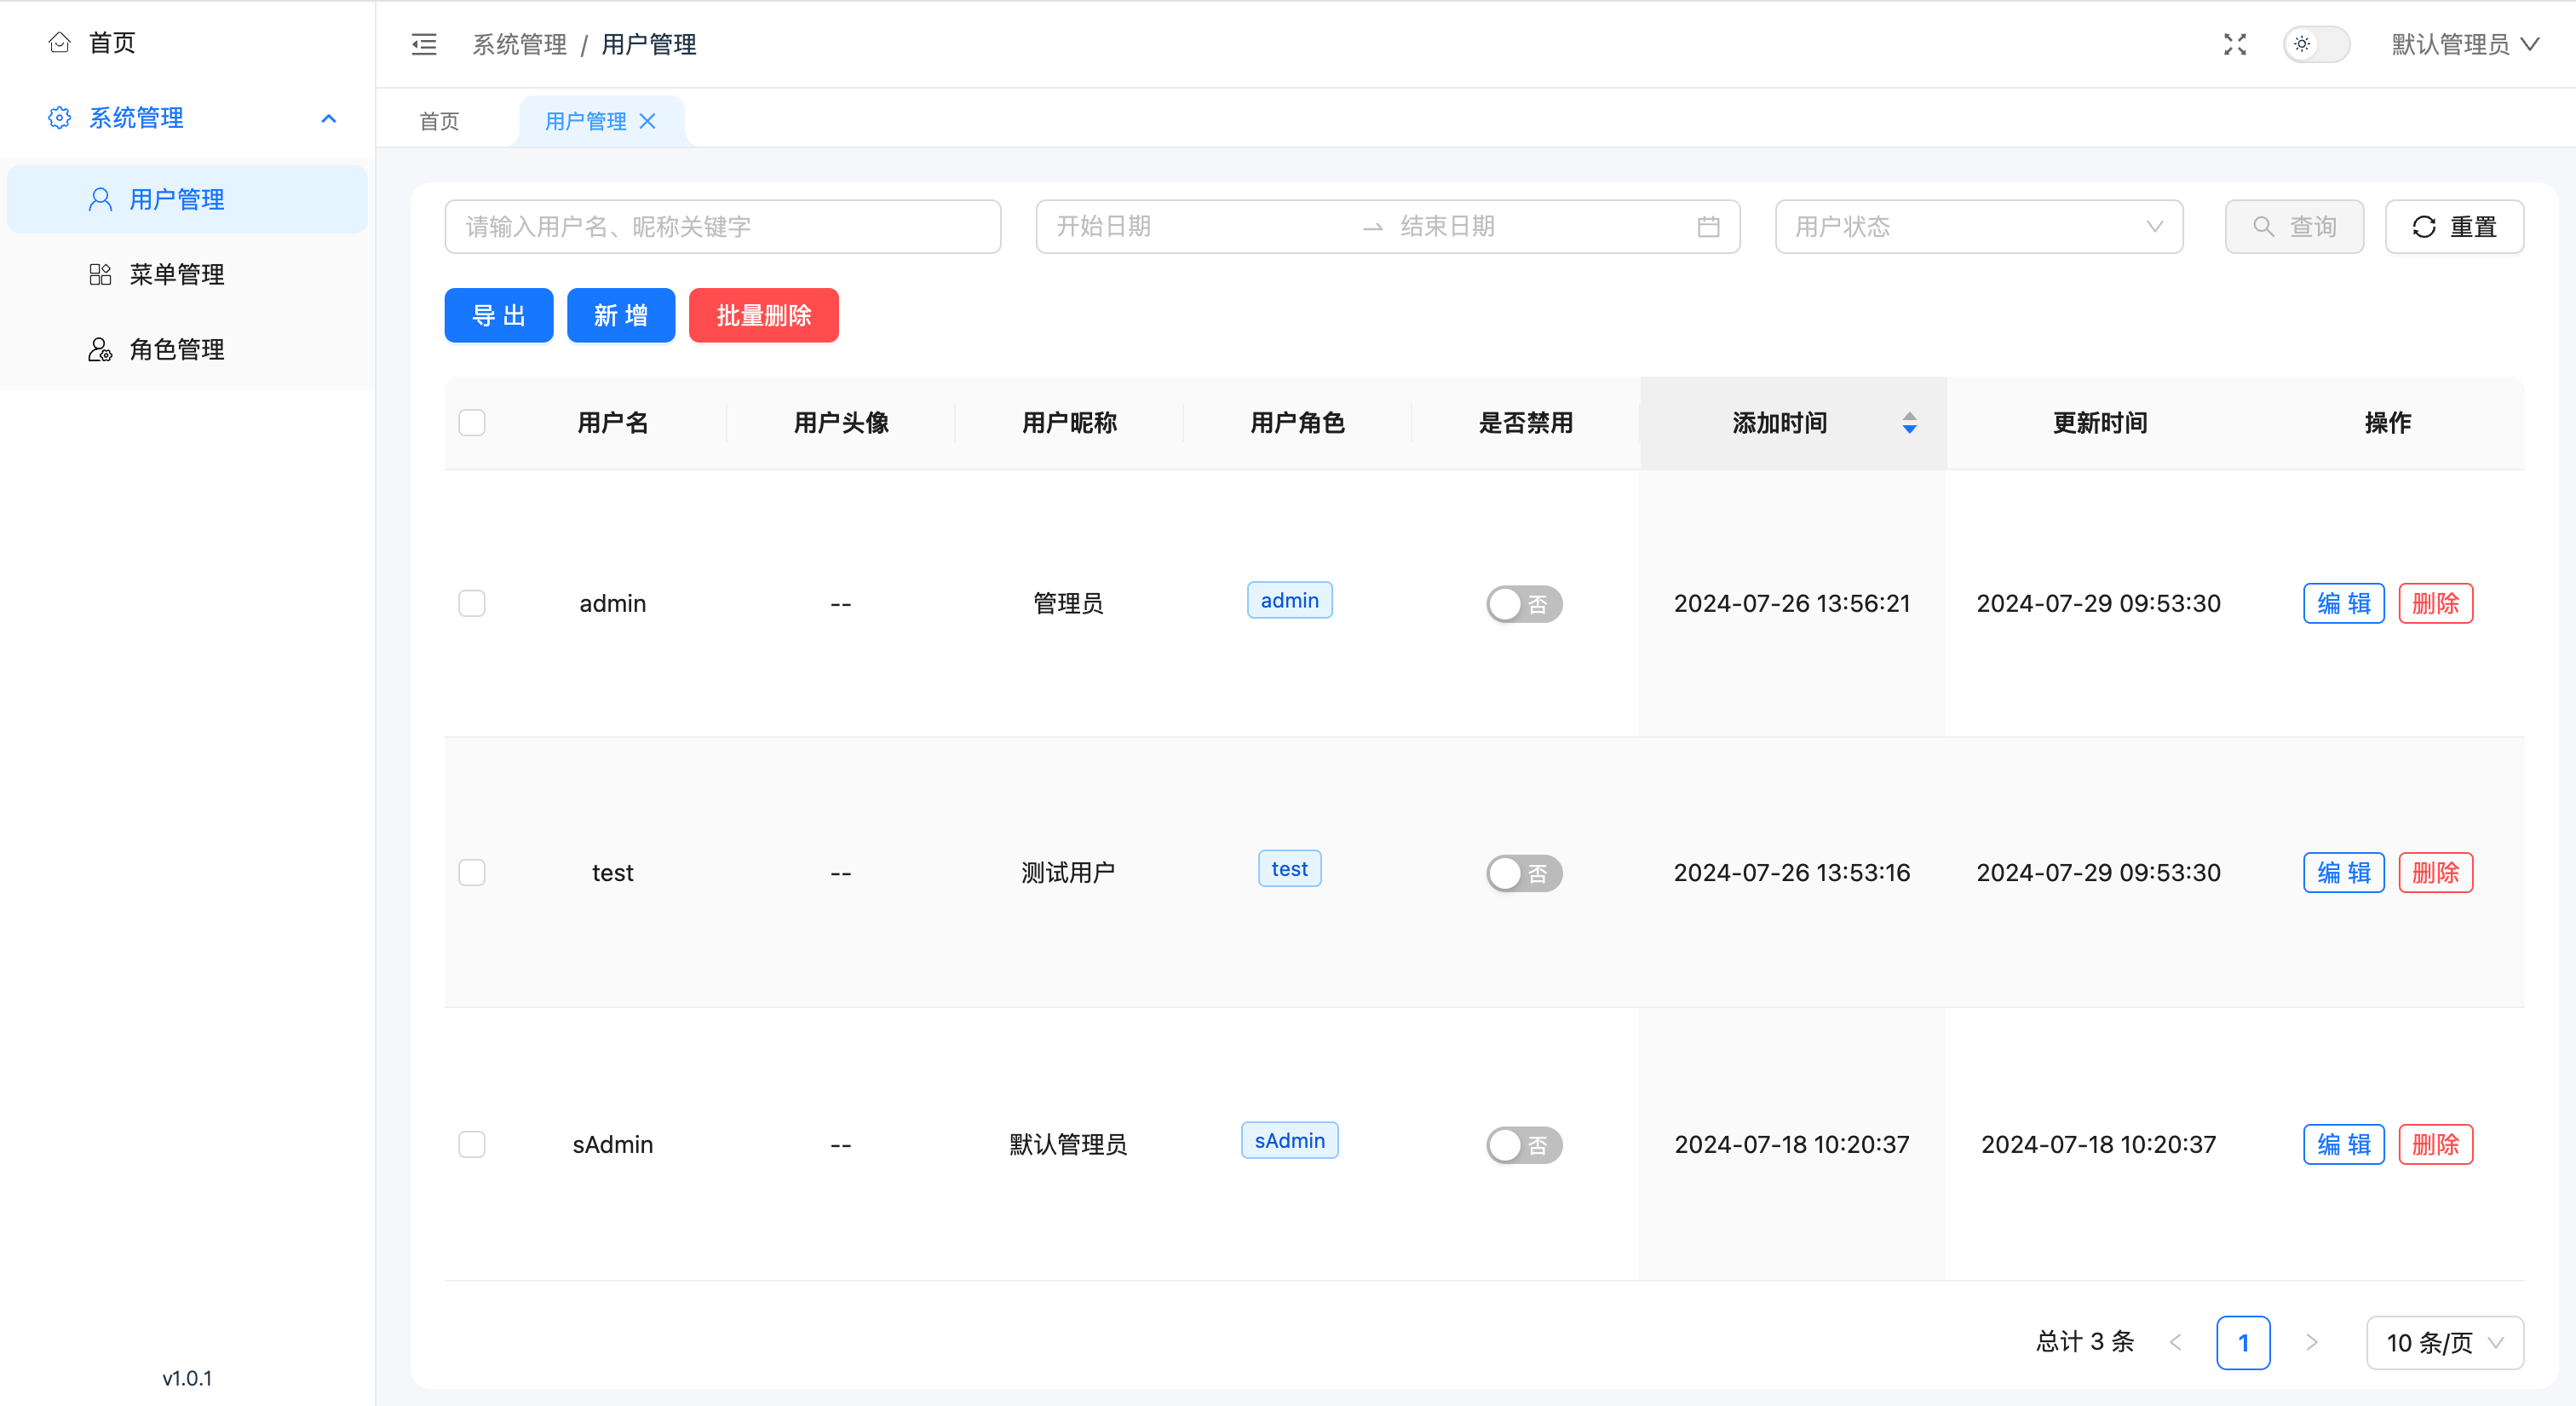 首页
系统管理
用户管理
菜单管理
角色管理
v1.0.1
系统管理 / 用户管理
默认管理员
首页 用户管理
请输入用户名、昵称关键字 开始日期 结束日期 用户状态 查询 重置
导出 新增 批量删除
用户名 用户头像 用户昵称 用户角色 是否禁用 添加时间 更新时间 操作
admin -- 管理员 admin 否 2024-07-26 13:56:21 2024-07-29 09:53:30 编辑 删除
test -- 测试用户 test 否 2024-07-26 13:53:16 2024-07-29 09:53:30 编辑 删除
sAdmin -- 默认管理员 sAdmin 否 2024-07-18 10:20:37 2024-07-18 10:20:37 编辑 删除
总计 3 条 1 10 条/页